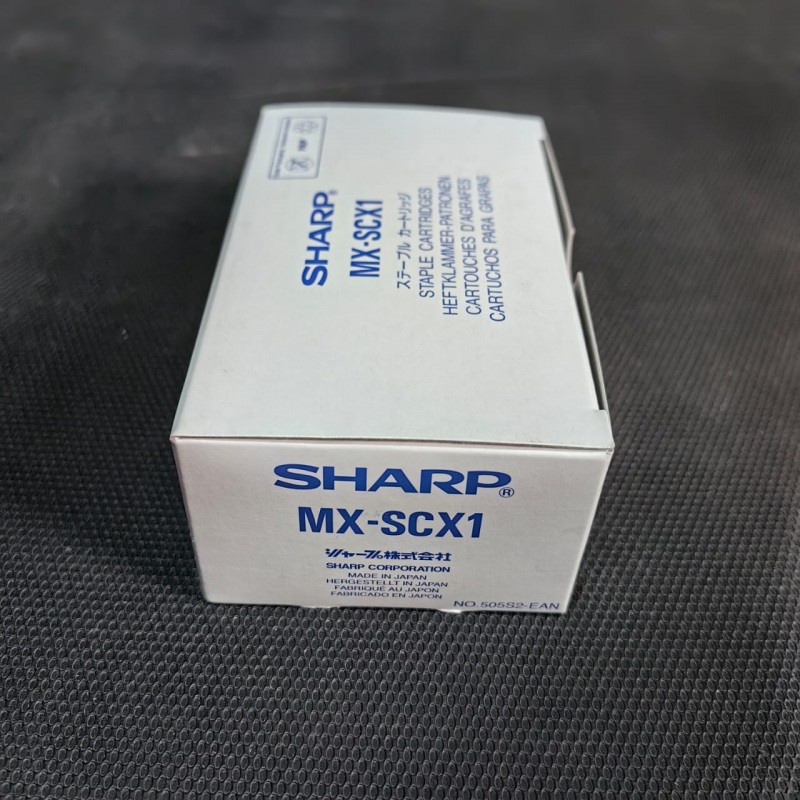 SHARP®
MX-SCX1
ステープル カートリッジ
STAPLE CARTRIDGES
HEFTKLAMMER-PATRONEN
CARTOUCHES D'AGRAFES
CARTUCHOS PARA GRAPAS
SHARP®
MX-SCX1
シャープ株式会社
SHARP CORPORATION
MADE IN JAPAN
HERGESTELLT IN JAPAN
FABRIQUÉ AU JAPON
FABRICADO EN JAPON
NO.505S2-EAN